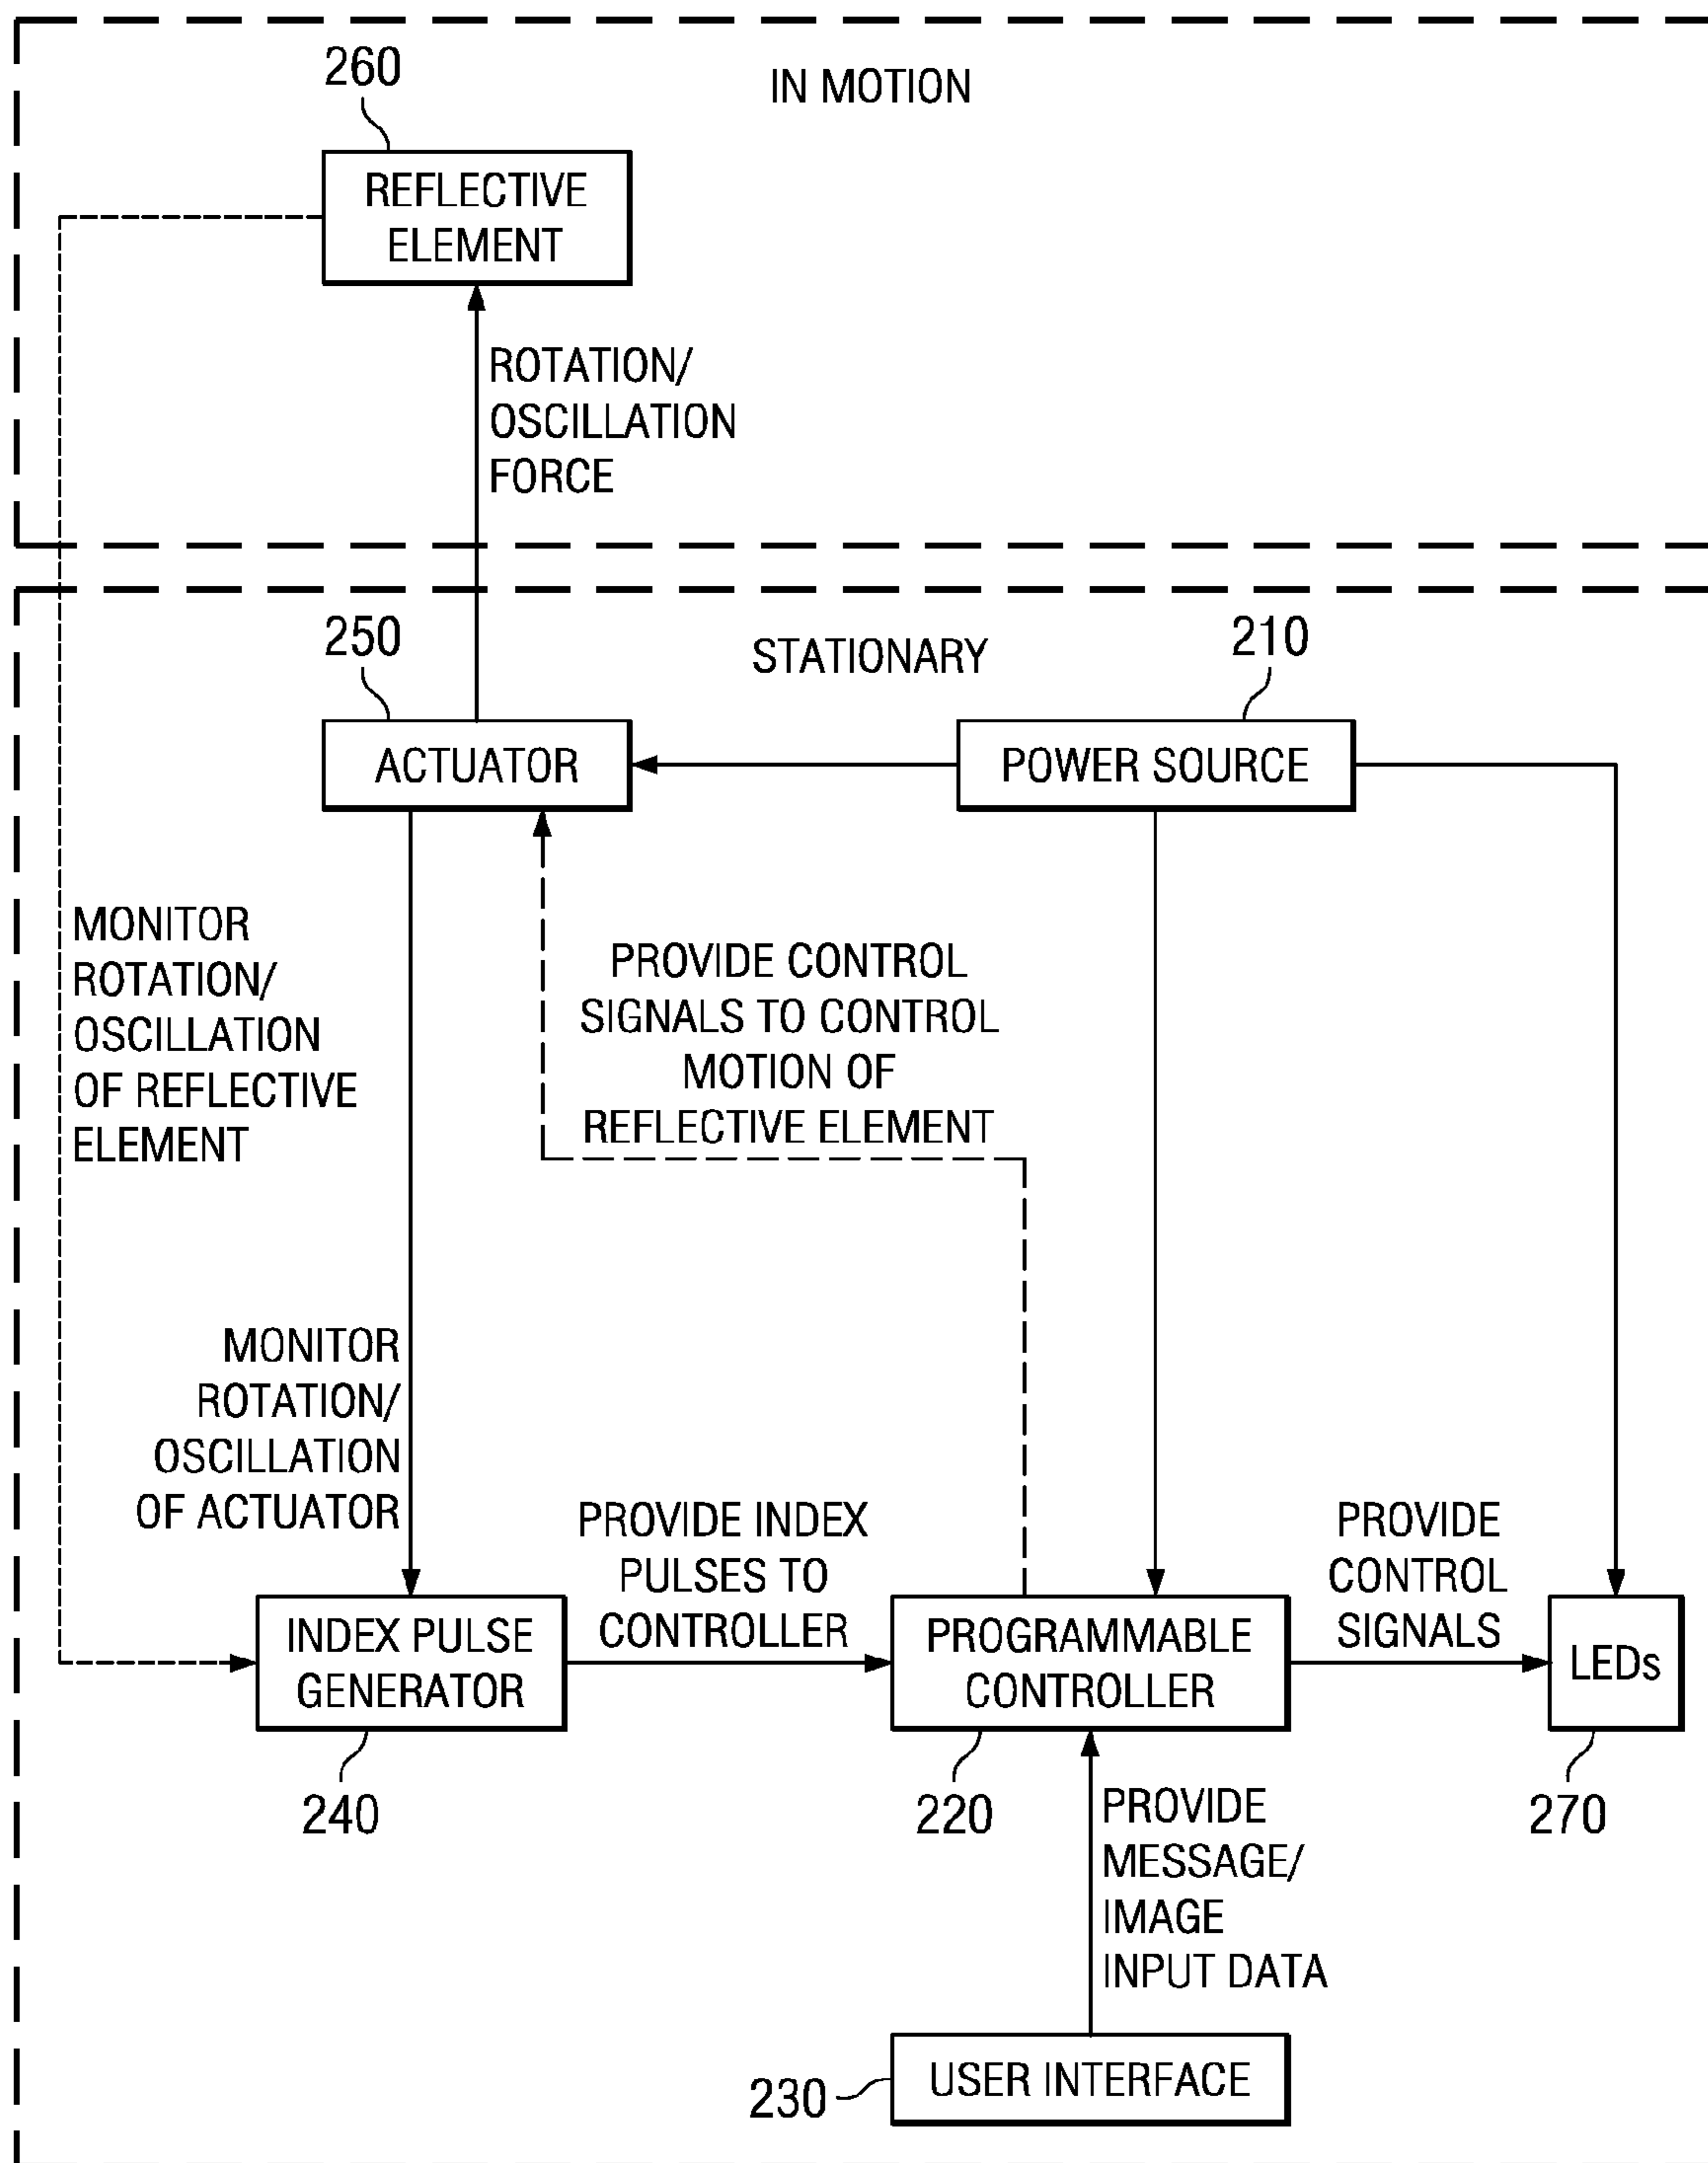 260
IN MOTION
REFLECTIVE
ELEMENT
ROTATION/
OSCILLATION
FORCE
250
STATIONARY
210
ACTUATOR
POWER SOURCE
MONITOR
ROTATION/
OSCILLATION
OF REFLECTIVE
ELEMENT
PROVIDE CONTROL
SIGNALS TO CONTROL
MOTION OF
REFLECTIVE ELEMENT
MONITOR
ROTATION/
OSCILLATION
OF ACTUATOR
PROVIDE INDEX
PULSES TO
CONTROLLER
PROVIDE
CONTROL
SIGNALS
INDEX PULSE
GENERATOR
PROGRAMMABLE
CONTROLLER
LEDs
240
220
270
PROVIDE
MESSAGE/
IMAGE
INPUT DATA
230
USER INTERFACE